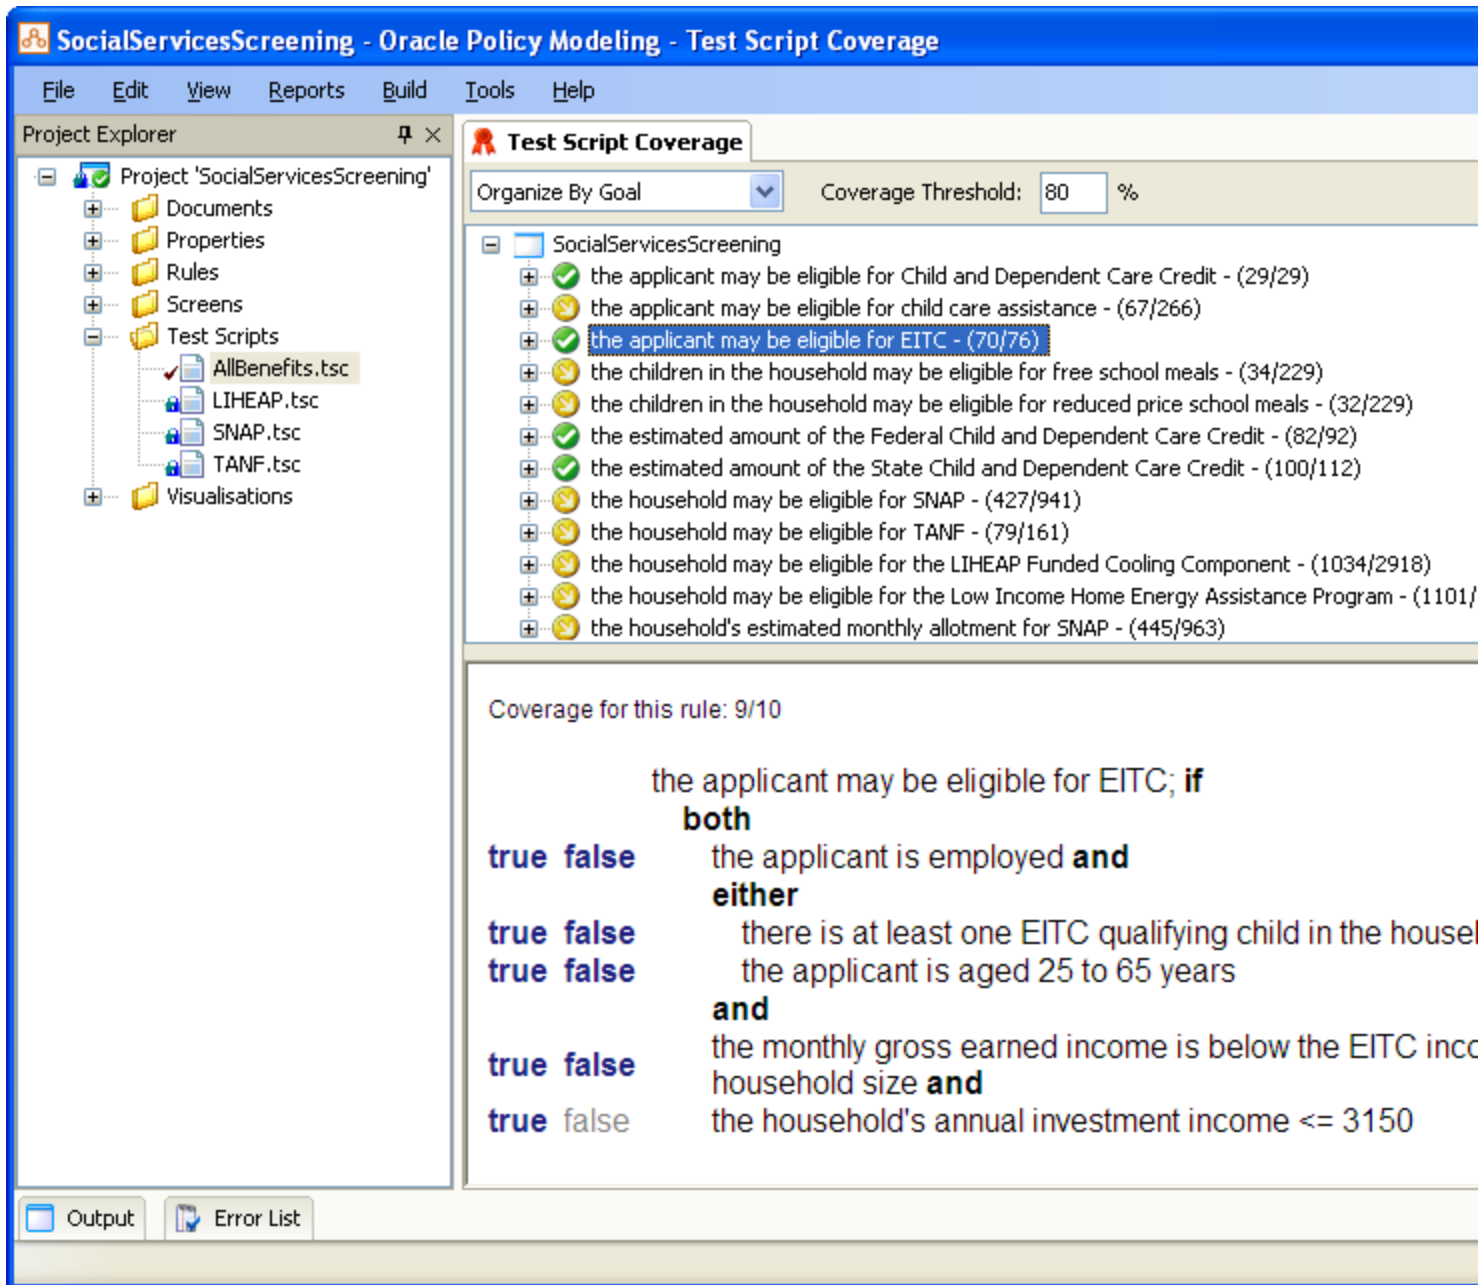 SocialServicesScreening - Oracle Policy Modeling - Test Script Coverage
File Edit View Reports Build Tools Help
Project Explorer
Project 'SocialServicesScreening'
Documents
Properties
Rules
Screens
Test Scripts
AllBenefits.tsc
LIHEAP.tsc
SNAP.tsc
TANF.tsc
Visualisations
Test Script Coverage
Organize By Goal Coverage Threshold: 80 %
SocialServicesScreening
the applicant may be eligible for Child and Dependent Care Credit - (29/29)
the applicant may be eligible for child care assistance - (67/266)
the applicant may be eligible for EITC - (70/76)
the children in the household may be eligible for free school meals - (34/229)
the children in the household may be eligible for reduced price school meals - (32/229)
the estimated amount of the Federal Child and Dependent Care Credit - (82/92)
the estimated amount of the State Child and Dependent Care Credit - (100/112)
the household may be eligible for SNAP - (427/941)
the household may be eligible for TANF - (79/161)
the household may be eligible for the LIHEAP Funded Cooling Component - (1034/2918)
the household may be eligible for the Low Income Home Energy Assistance Program - (1101/
the household's estimated monthly allotment for SNAP - (445/963)
Coverage for this rule: 9/10
the applicant may be eligible for EITC; if
both
true false the applicant is employed and
either
true false there is at least one EITC qualifying child in the
true false the applicant is aged 25 to 65 years
and
true false the monthly gross earned income is below the EITC
household size and
true false the household's annual investment income <= 3150
Output Error List